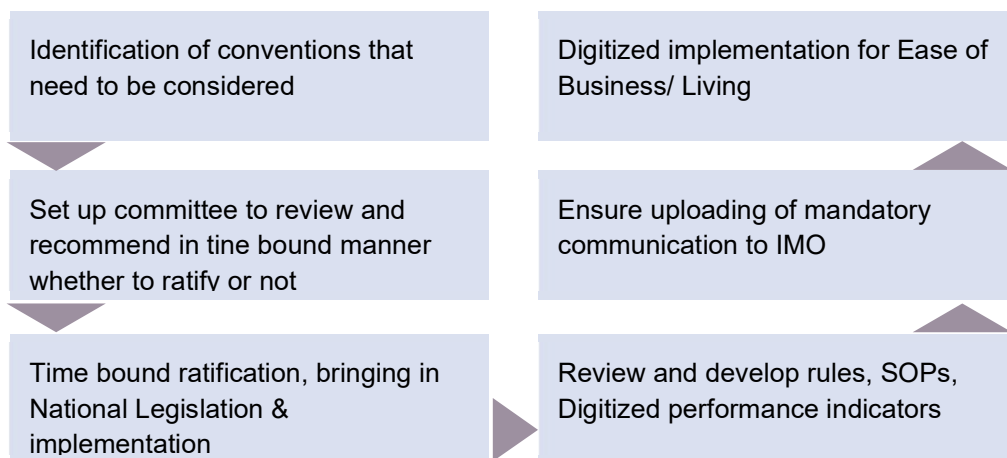 Identification of conventions that
need to be considered
Set up committee to review and
recommend in tine bound manner
whether to ratify or not
Time bound ratification, bringing in
National Legislation &
implementation
Review and develop rules, SOPs,
Digitized performance indicators
Ensure uploading of mandatory
communication to IMO
Digitized implementation for Ease of
Business/ Living